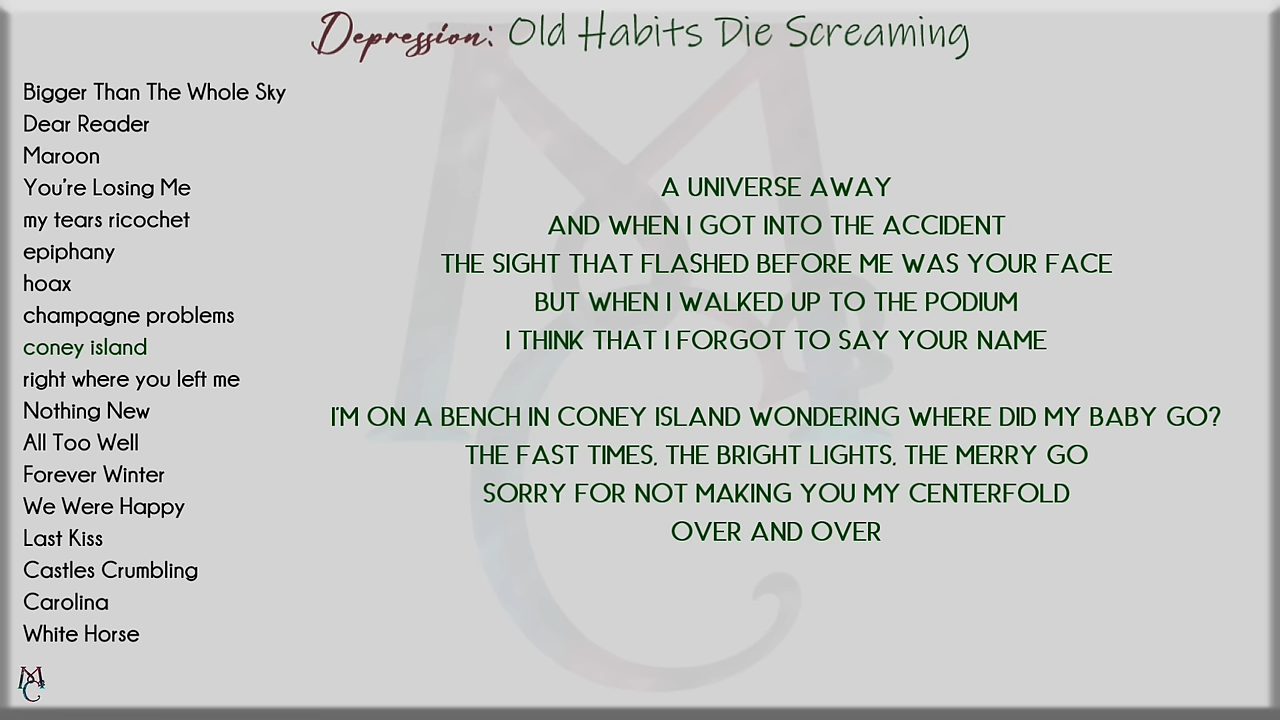 Depression: Old Habits Die Screaming
Bigger Than The Whole Sky
Dear Reader
Maroon
You're Losing Me
my tears ricochet
epiphany
hoax
champagne problems
coney island
right where you left me
Nothing New
All Too Well
Forever Winter
We Were Happy
Last Kiss
Castles Crumbling
Carolina
White Horse
A UNIVERSE AWAY
AND WHEN I GOT INTO THE ACCIDENT
THE SIGHT THAT FLASHED BEFORE ME WAS YOUR FACE
BUT WHEN I WALKED UP TO THE PODIUM
I THINK THAT I FORGOT TO SAY YOUR NAME
I'M ON A BENCH IN CONEY ISLAND WONDERING WHERE DID MY BABY GO?
THE FAST TIMES, THE BRIGHT LIGHTS, THE MERRY GO
SORRY FOR NOT MAKING YOU MY CENTERFOLD
OVER AND OVER
MC